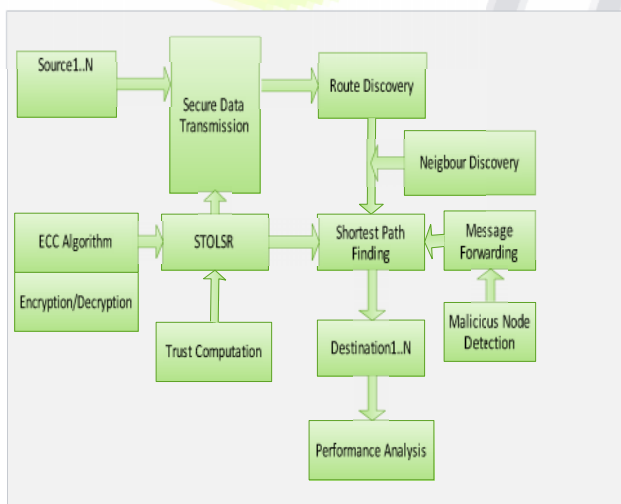 Source1..N
Secure Data
Transmission
Route Discovery
Neigbour Discovery
ECC Algorithm
Encryption/Decryption
STOLSR
Shortest Path
Finding
Message
Forwarding
Trust Computation
Destination1..N
Malicius Node
Detection
Performance Analysis